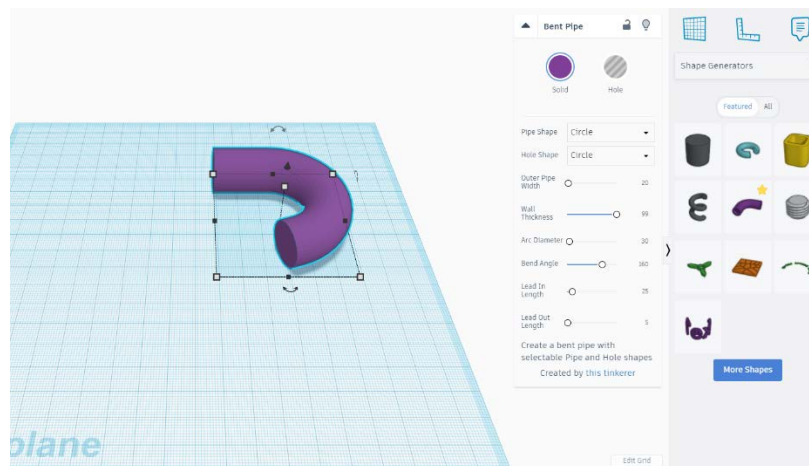 Bent Pipe
Solid
Hole
Pipe Shape
Circle
Hole Shape
Circle
Outer Pipe
Width
20
Wall
Thickness
99
Arc Diameter
30
Bend Angle
160
Lead In
Length
25
Lead Out
Length
5
Create a bent pipe with
selectable Pipe and Hole shapes
Created by this tinkerer
Shape Generators
Featured
All
More Shapes
plane
Edit Grid